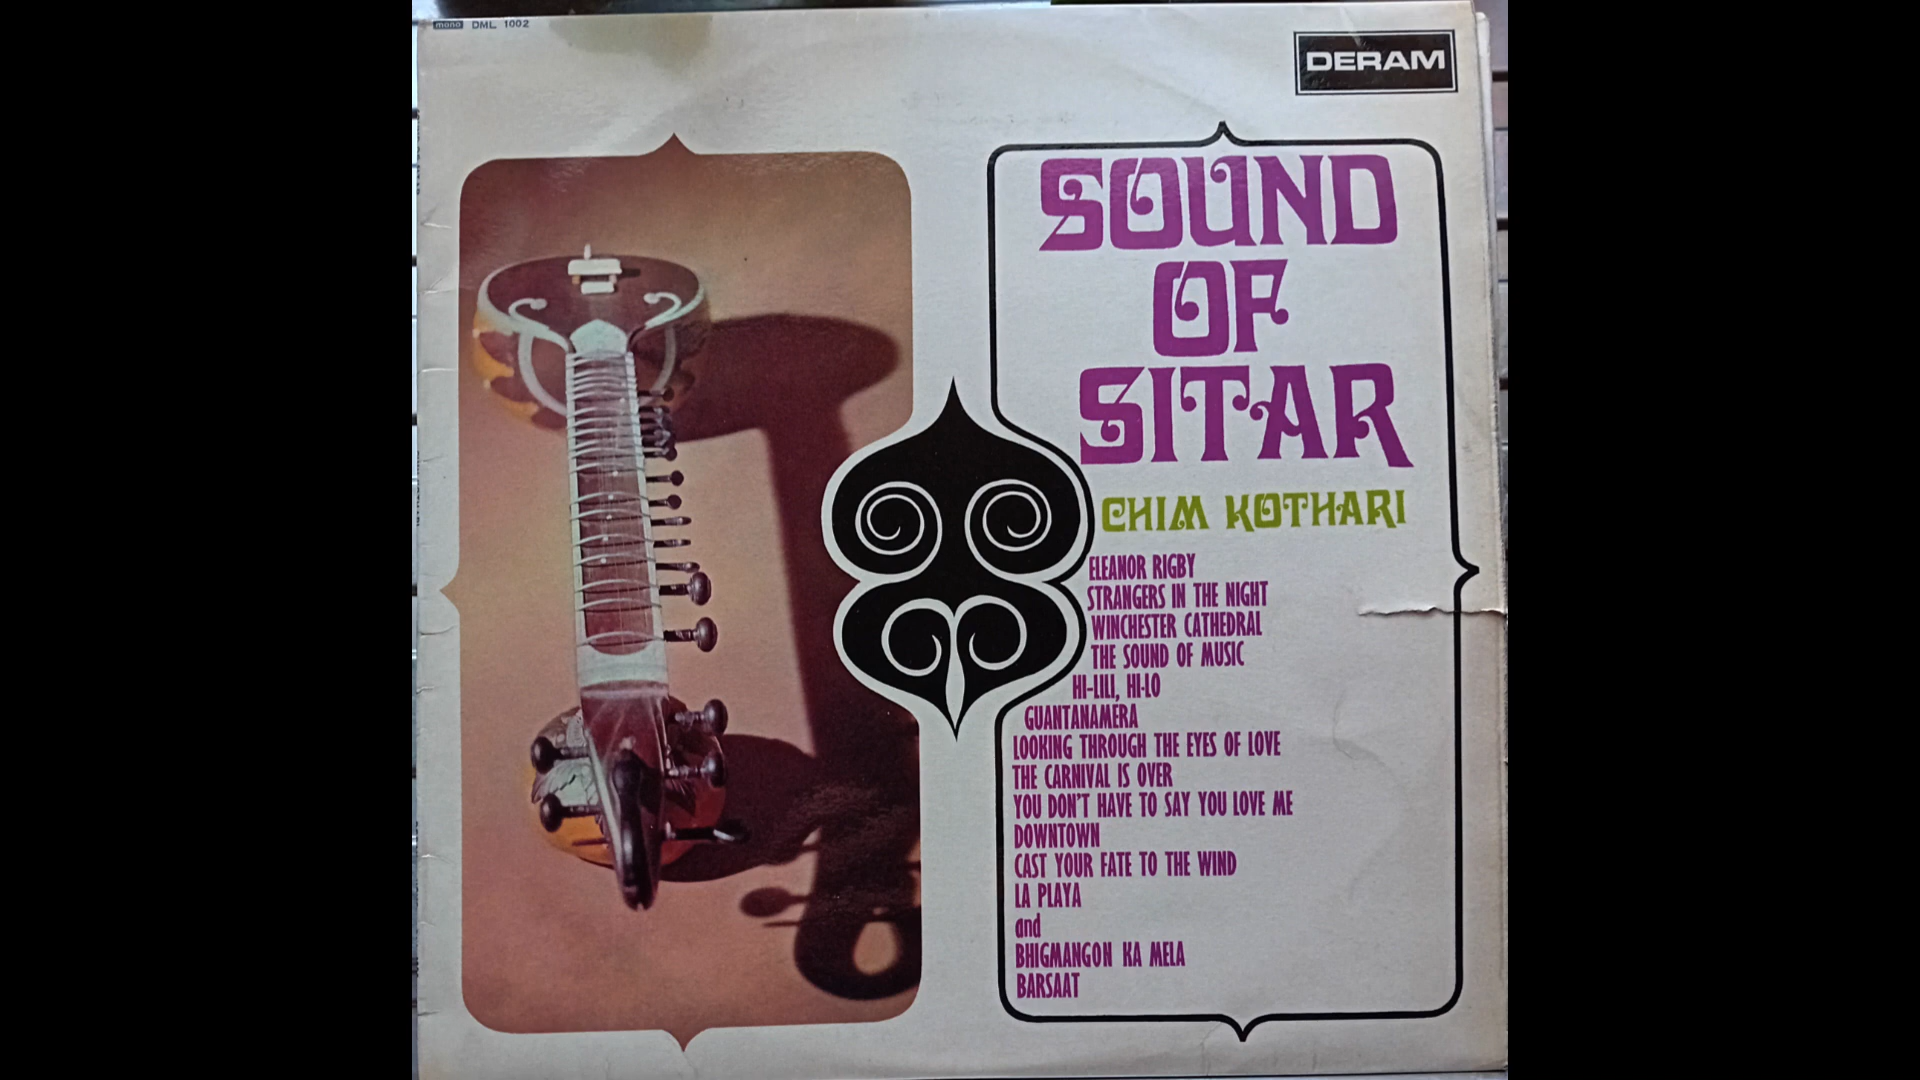 mono DML 1002
DERAM
SOUND
OF
SITAR
CHIM KOTHARI
ELEANOR RIGBY
STRANGERS IN THE NIGHT
WINCHESTER CATHEDRAL
THE SOUND OF MUSIC
HI-LILI, HI-LO
GUANTANAMERA
LOOKING THROUGH THE EYES OF LOVE
THE CARNIVAL IS OVER
YOU DON'T HAVE TO SAY YOU LOVE ME
DOWNTOWN
CAST YOUR FATE TO THE WIND
LA PLAYA
and
BHIGMANGON KA MELA
BARSAAT